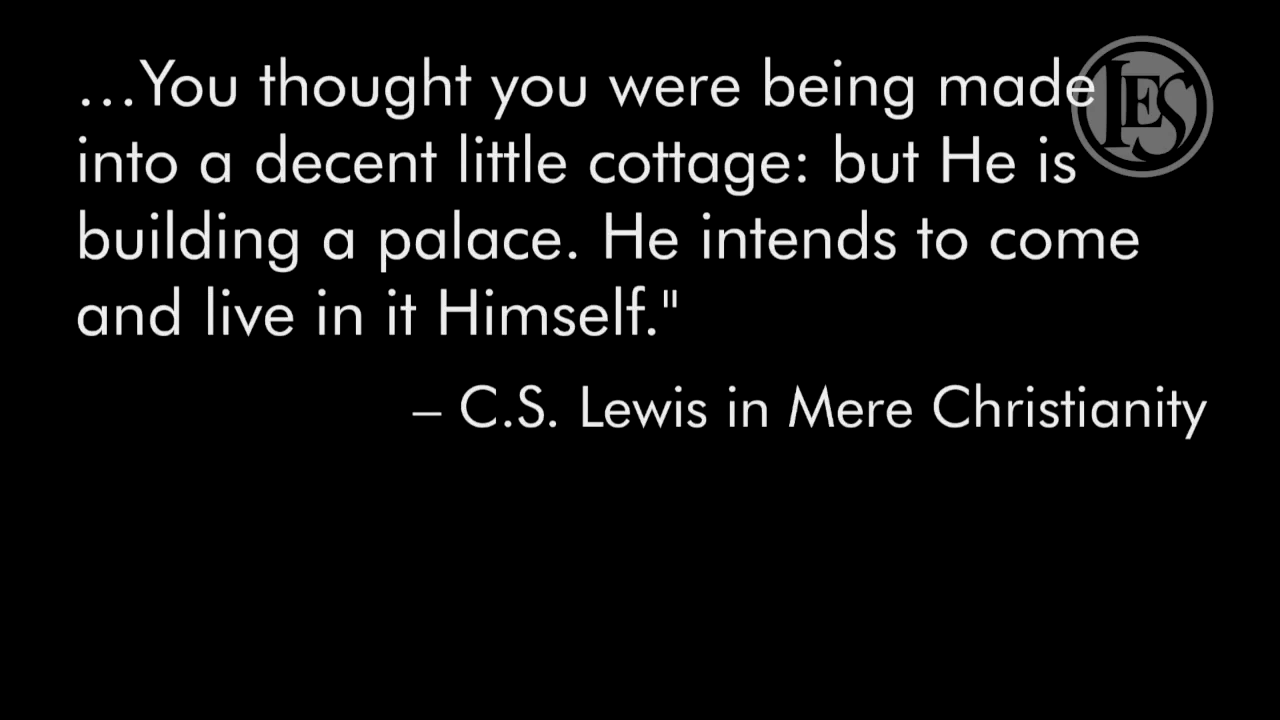 …You thought you were being made
into a decent little cottage: but He is
building a palace. He intends to come
and live in it Himself."
– C.S. Lewis in Mere Christianity
LES